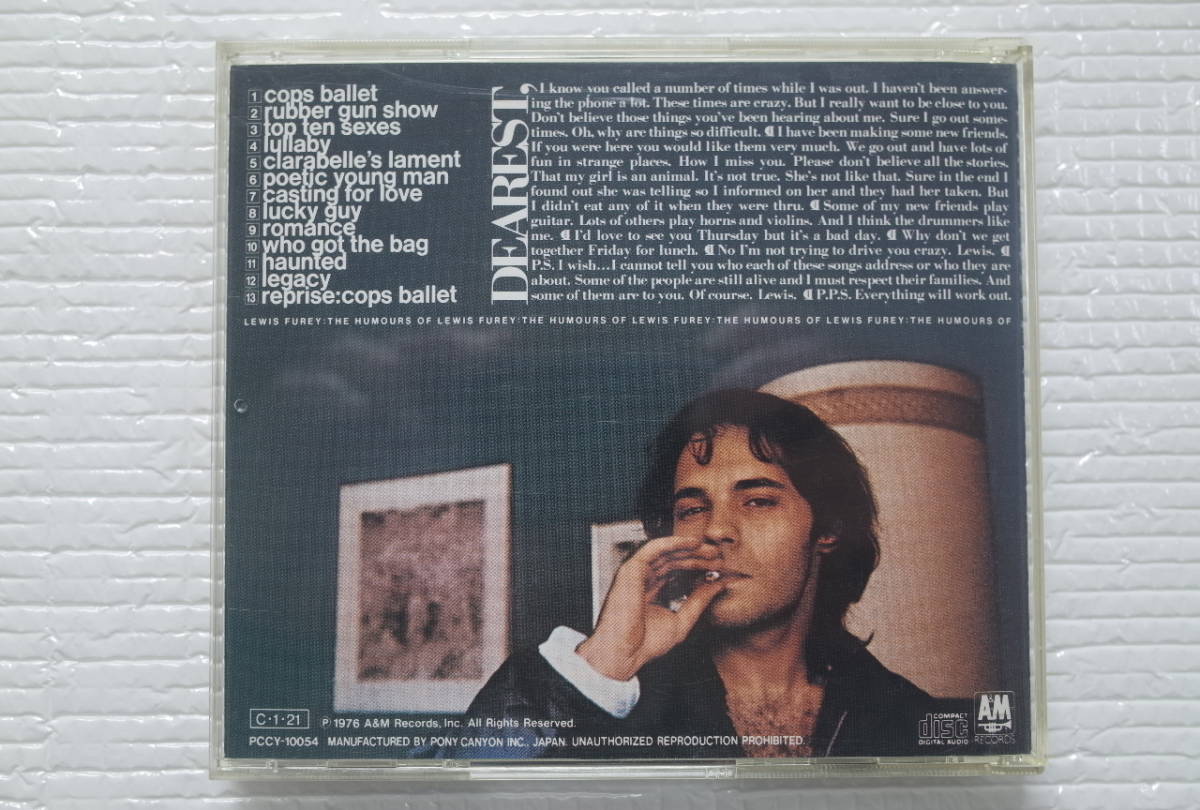 1 cops ballet
2 rubber gun show
3 top ten sexes
4 lullaby
5 clarabelle's lament
6 poetic young man
7 casting for love
8 lucky guy
9 romance
10 who got the bag
11 haunted
12 legacy
13 reprise:cops ballet
DEAREST,
I know you called a number of times while I was out. I haven't been answer-
ing the phone a lot. These times are crazy. But I really want to be close to you.
Don't believe those things you've been hearing about me. Sure I go out some-
times. Oh, why are things so difficult. ¶ I have been making some new friends.
If you were here you would like them very much. We go out and have lots of
fun in strange places. How I miss you. Please don't believe all the stories.
That my girl is an animal. It's not true. She's not like that. Sure in the end I
found out she was telling so I informed on her and they had her taken. But
I didn't eat any of it when they were thru. ¶ Some of my new friends play
guitar. Lots of others play horns and violins. And I think the drummers like
me. ¶ I'd love to see you Thursday but it's a bad day. ¶ Why don't we get
together Friday for lunch. ¶ No I'm not trying to drive you crazy. Lewis. ¶
P.S. I wish...I cannot tell you who each of these songs address or who they are
about. Some of the people are still alive and I must respect their families. And
some of them are to you. Of course. Lewis. ¶ P.P.S. Everything will work out.
LEWIS FUREY:THE HUMOURS OF LEWIS FUREY:THE HUMOURS OF LEWIS FUREY:THE HUMOURS OF LEWIS FUREY:THE HUMOURS OF
C·1·21
℗ 1976 A&M Records, Inc. All Rights Reserved.
PCCY-10054 MANUFACTURED BY PONY CANYON INC., JAPAN. UNAUTHORIZED REPRODUCTION PROHIBITED.
COMPACT
disc
DIGITAL AUDIO
A&M
RECORDS